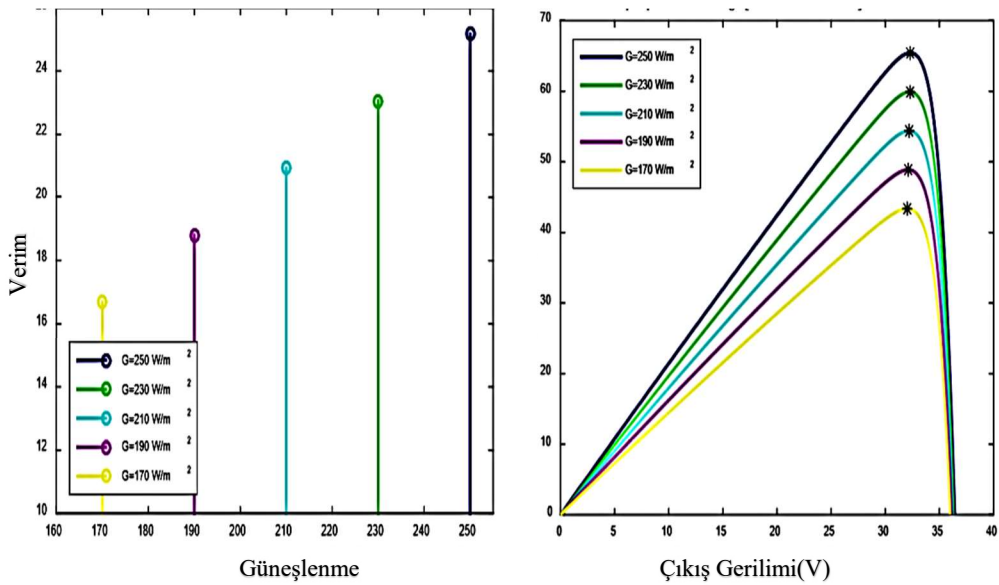 24
22
20
18
16
14
12
10
Verim
G=250 W/m 2
G=230 W/m 2
G=210 W/m 2
G=190 W/m 2
G=170 W/m 2
160 170 180 190 200 210 220 230 240 250
Güneşlenme
70
60
50
40
30
20
10
0
G=250 W/m 2
G=230 W/m 2
G=210 W/m 2
G=190 W/m 2
G=170 W/m 2
0 5 10 15 20 25 30 35 40
Çıkış Gerilimi(V)